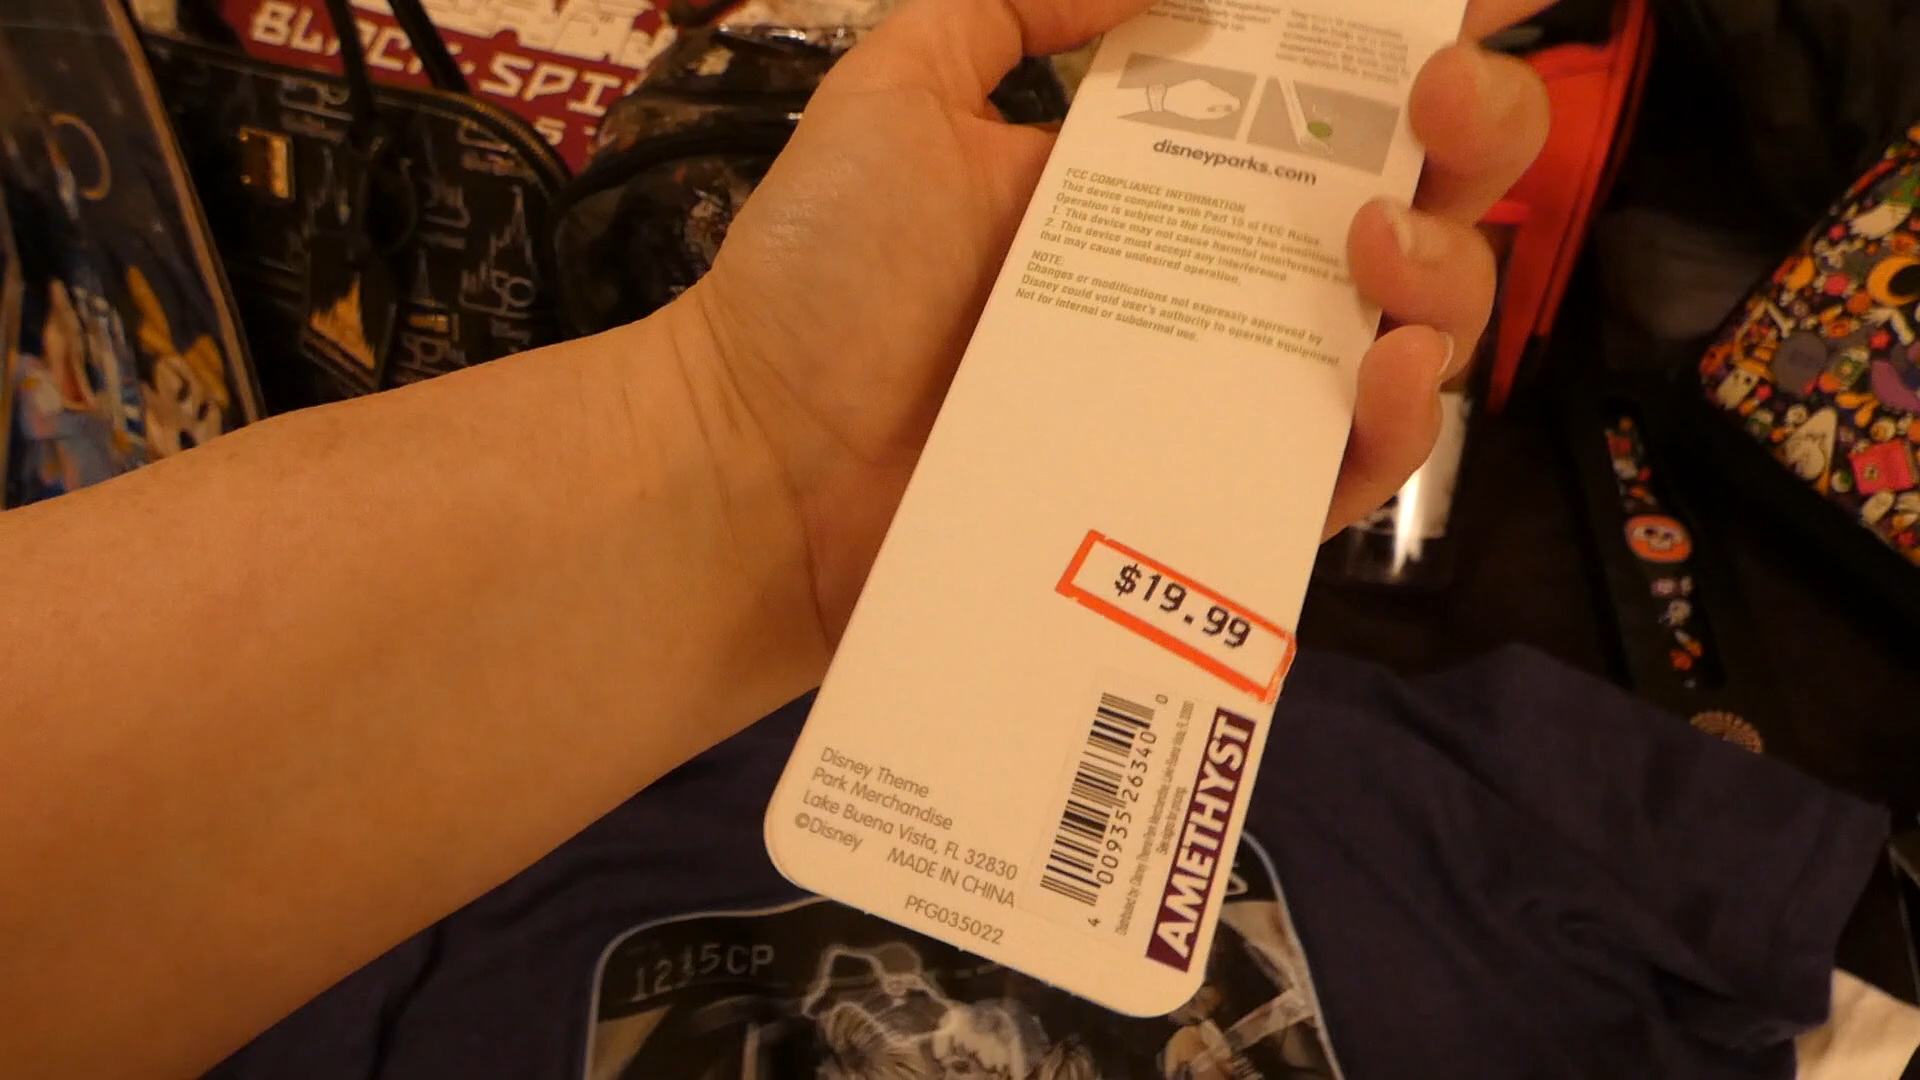 BLACK SPI
disneyparks.com
FCC COMPLIANCE INFORMATION
This device complies with Part 15 of FCC Rules.
Operation is subject to the following two conditions:
1. This device may not cause harmful interference
2. This device must accept any interference
that may cause undesired operation.
NOTE:
Changes or modifications not expressly approved by
Disney could void user's authority to operate equipment.
Not for internal or subdermal use.
$19.99
Disney Theme
Park Merchandise
Lake Buena Vista, FL 32830
©Disney MADE IN CHINA
PFG035022
4 00935 26340 0
AMETHYST